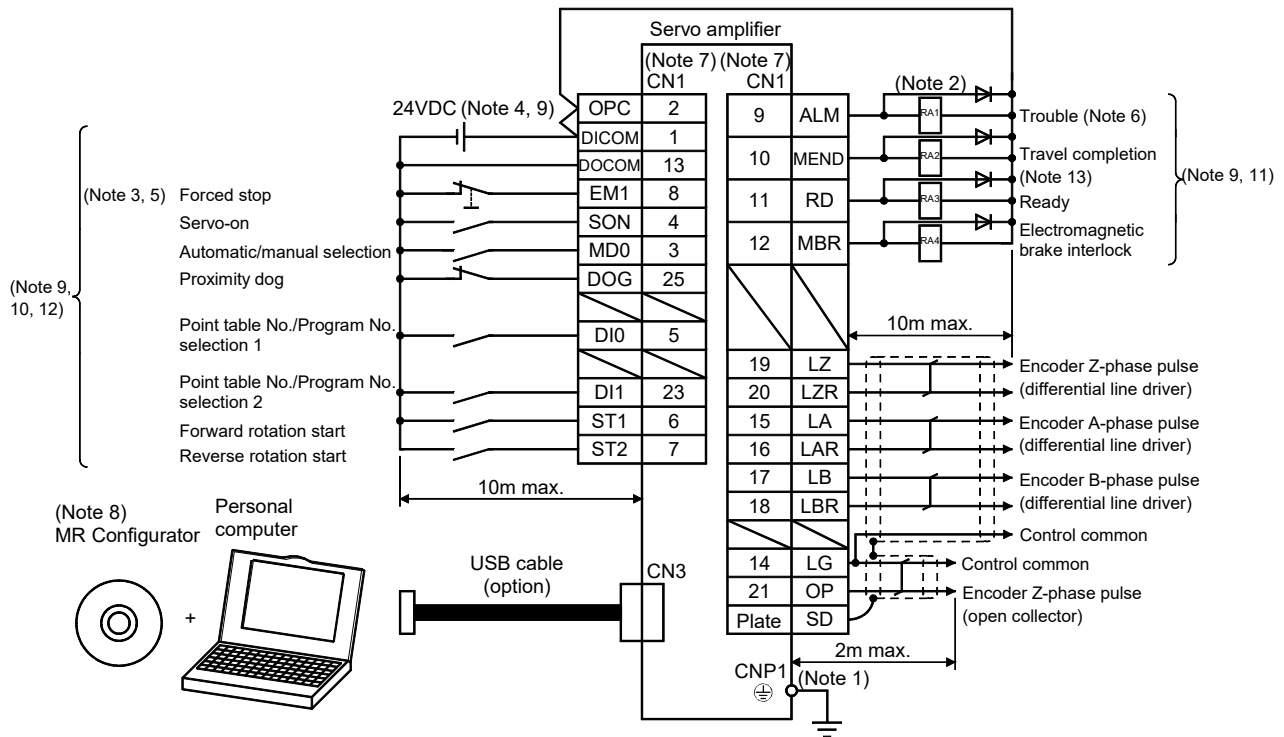 Servo amplifier
(Note 7) (Note 7)
CN1 CN1
24VDC (Note 4, 9)
OPC 2
DICOM 1
DOCOM 13
(Note 3, 5) Forced stop EM1 8
Servo-on SON 4
Automatic/manual selection MD0 3
Proximity dog DOG 25
(Note 9,
10, 12)
Point table No./Program No.
selection 1 DI0 5
Point table No./Program No.
selection 2 DI1 23
Forward rotation start ST1 6
Reverse rotation start ST2 7
10m max.
(Note 2)
9 ALM RA1 Trouble (Note 6)
10 MEND RA2 Travel completion
(Note 13)
11 RD RA3 Ready
12 MBR RA4 Electromagnetic
brake interlock
(Note 9, 11)
10m max.
19 LZ Encoder Z-phase pulse
20 LZR (differential line driver)
15 LA Encoder A-phase pulse
16 LAR (differential line driver)
17 LB Encoder B-phase pulse
18 LBR (differential line driver)
Control common
14 LG Control common
21 OP Encoder Z-phase pulse
(open collector)
Plate SD
2m max.
(Note 8)
MR Configurator
+
Personal
computer
USB cable
(option)
CN3
CNP1
(Note 1)